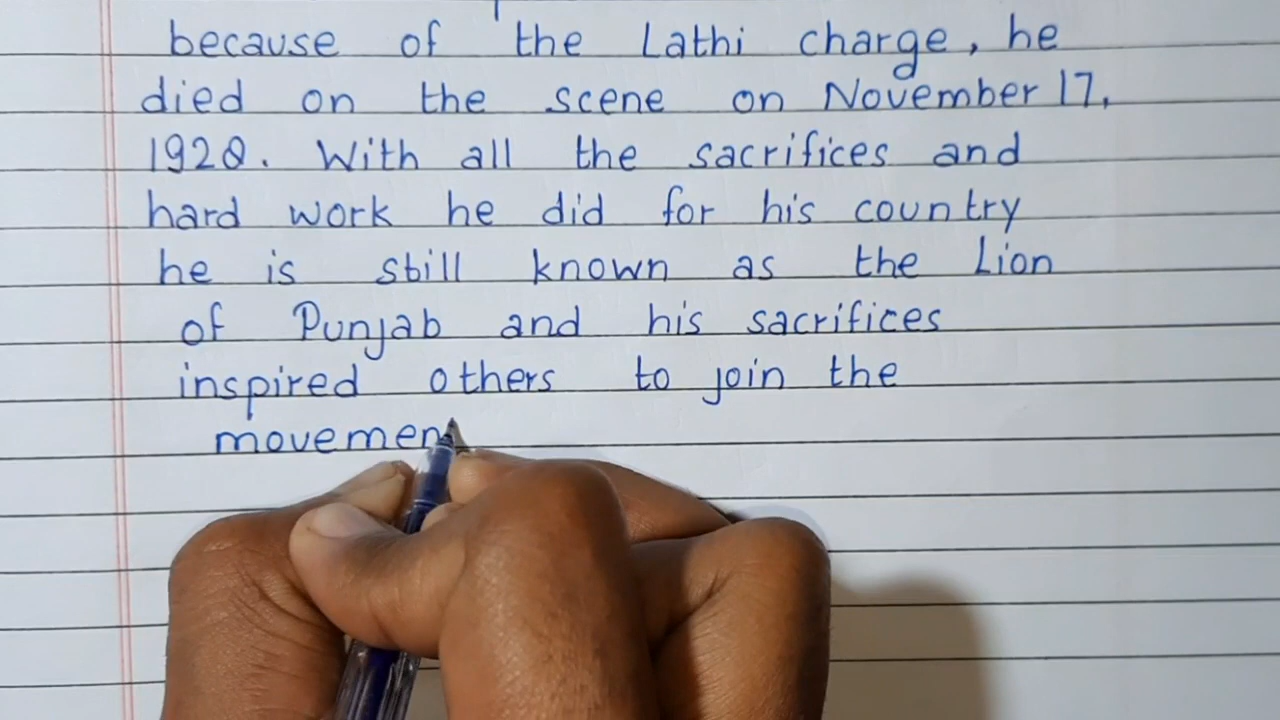 because of the Lathi charge, he
died on the scene on November 17,
1928. With all the sacrifices and
hard work he did for his country
he is still known as the Lion
of Punjab and his sacrifices
inspired others to join the
movemen